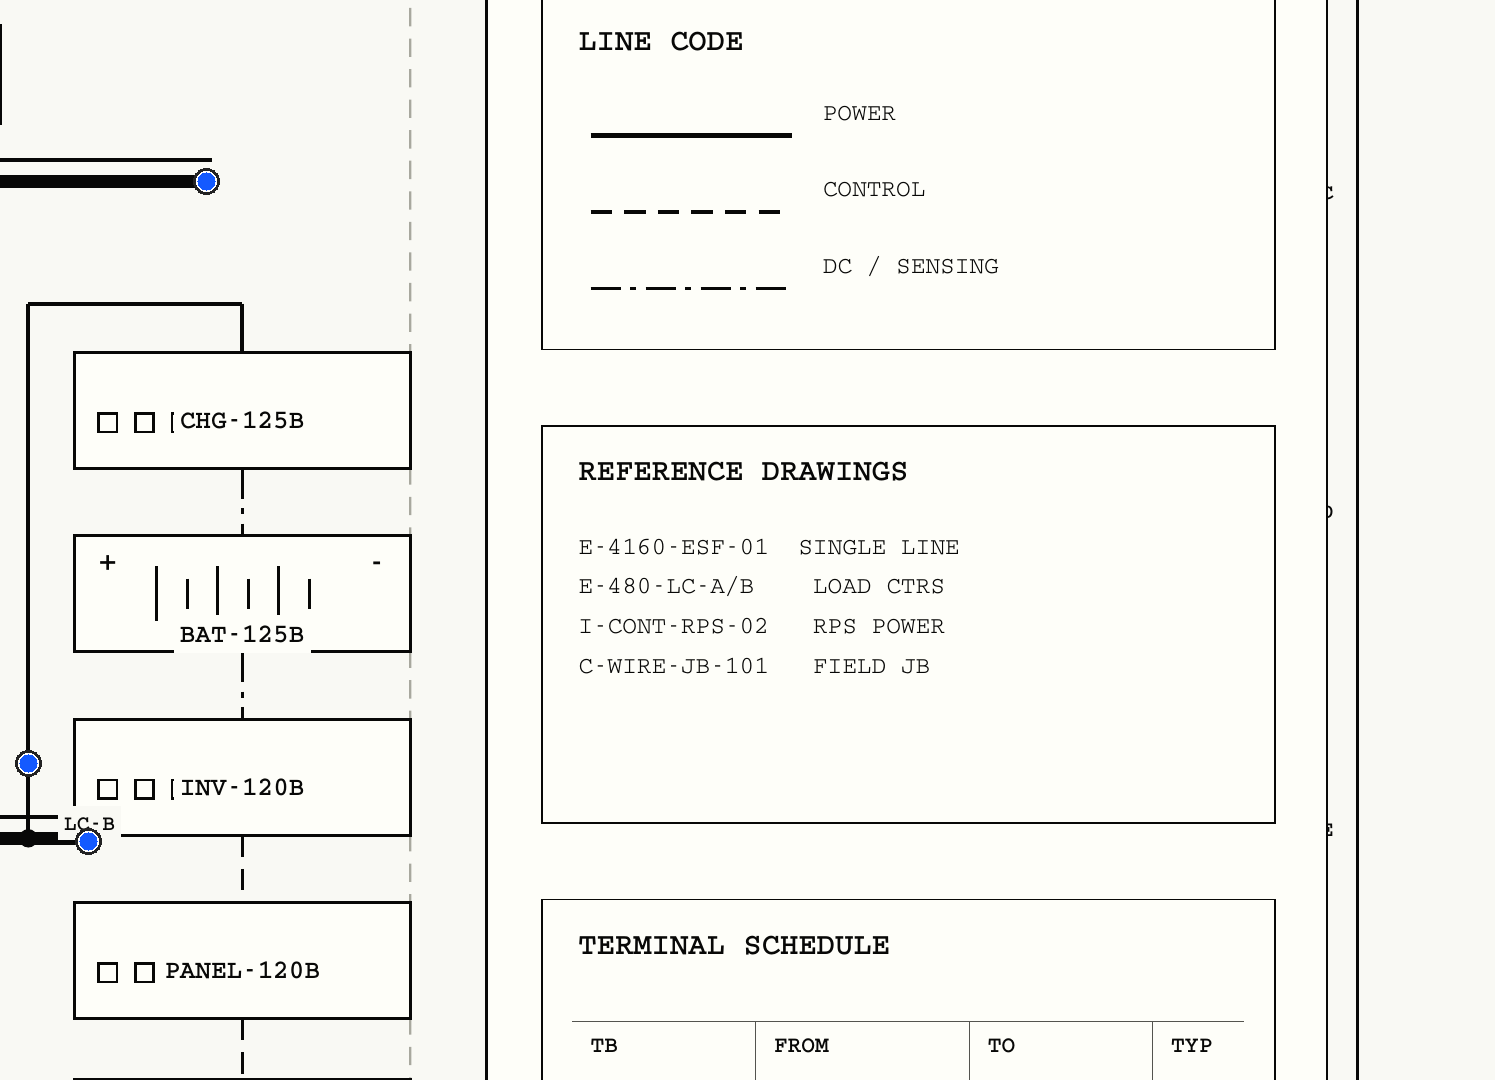 LINE CODE
POWER
CONTROL
DC / SENSING
CHG-125B
REFERENCE DRAWINGS
E-4160-ESF-01 SINGLE LINE
E-480-LC-A/B LOAD CTRS
I-CONT-RPS-02 RPS POWER
C-WIRE-JB-101 FIELD JB
+ -
BAT-125B
INV-120B
LC-B
PANEL-120B
TERMINAL SCHEDULE
TB FROM TO TYP